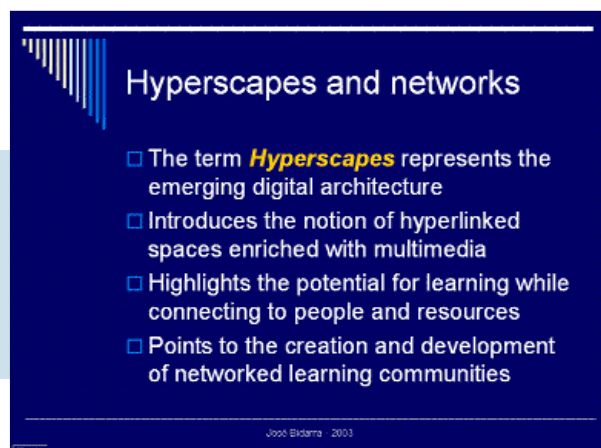 Hyperscapes and networks
The term Hyperscapes represents the
emerging digital architecture
Introduces the notion of hyperlinked
spaces enriched with multimedia
Highlights the potential for learning while
connecting to people and resources
Points to the creation and development
of networked learning communities
José Bidarra - 2003